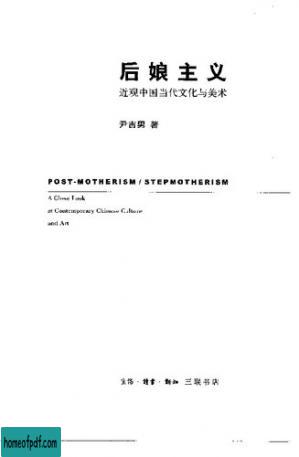 后娘主义
近观中国当代文化与美术
尹吉男 著
POST-MOTHERISM / STEPMOTHERISM
A Close Look
at Contemporary Chinese Culture
and Art
生活·读书·新知 三联书店
homeofpdf.com